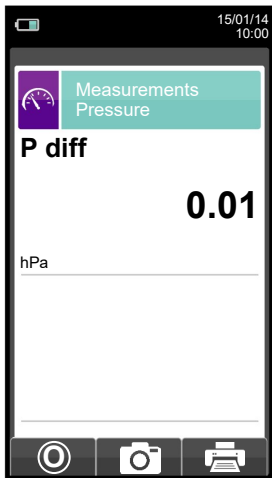 15/01/14
10:00
Measurements
Pressure
P diff
0.01
hPa